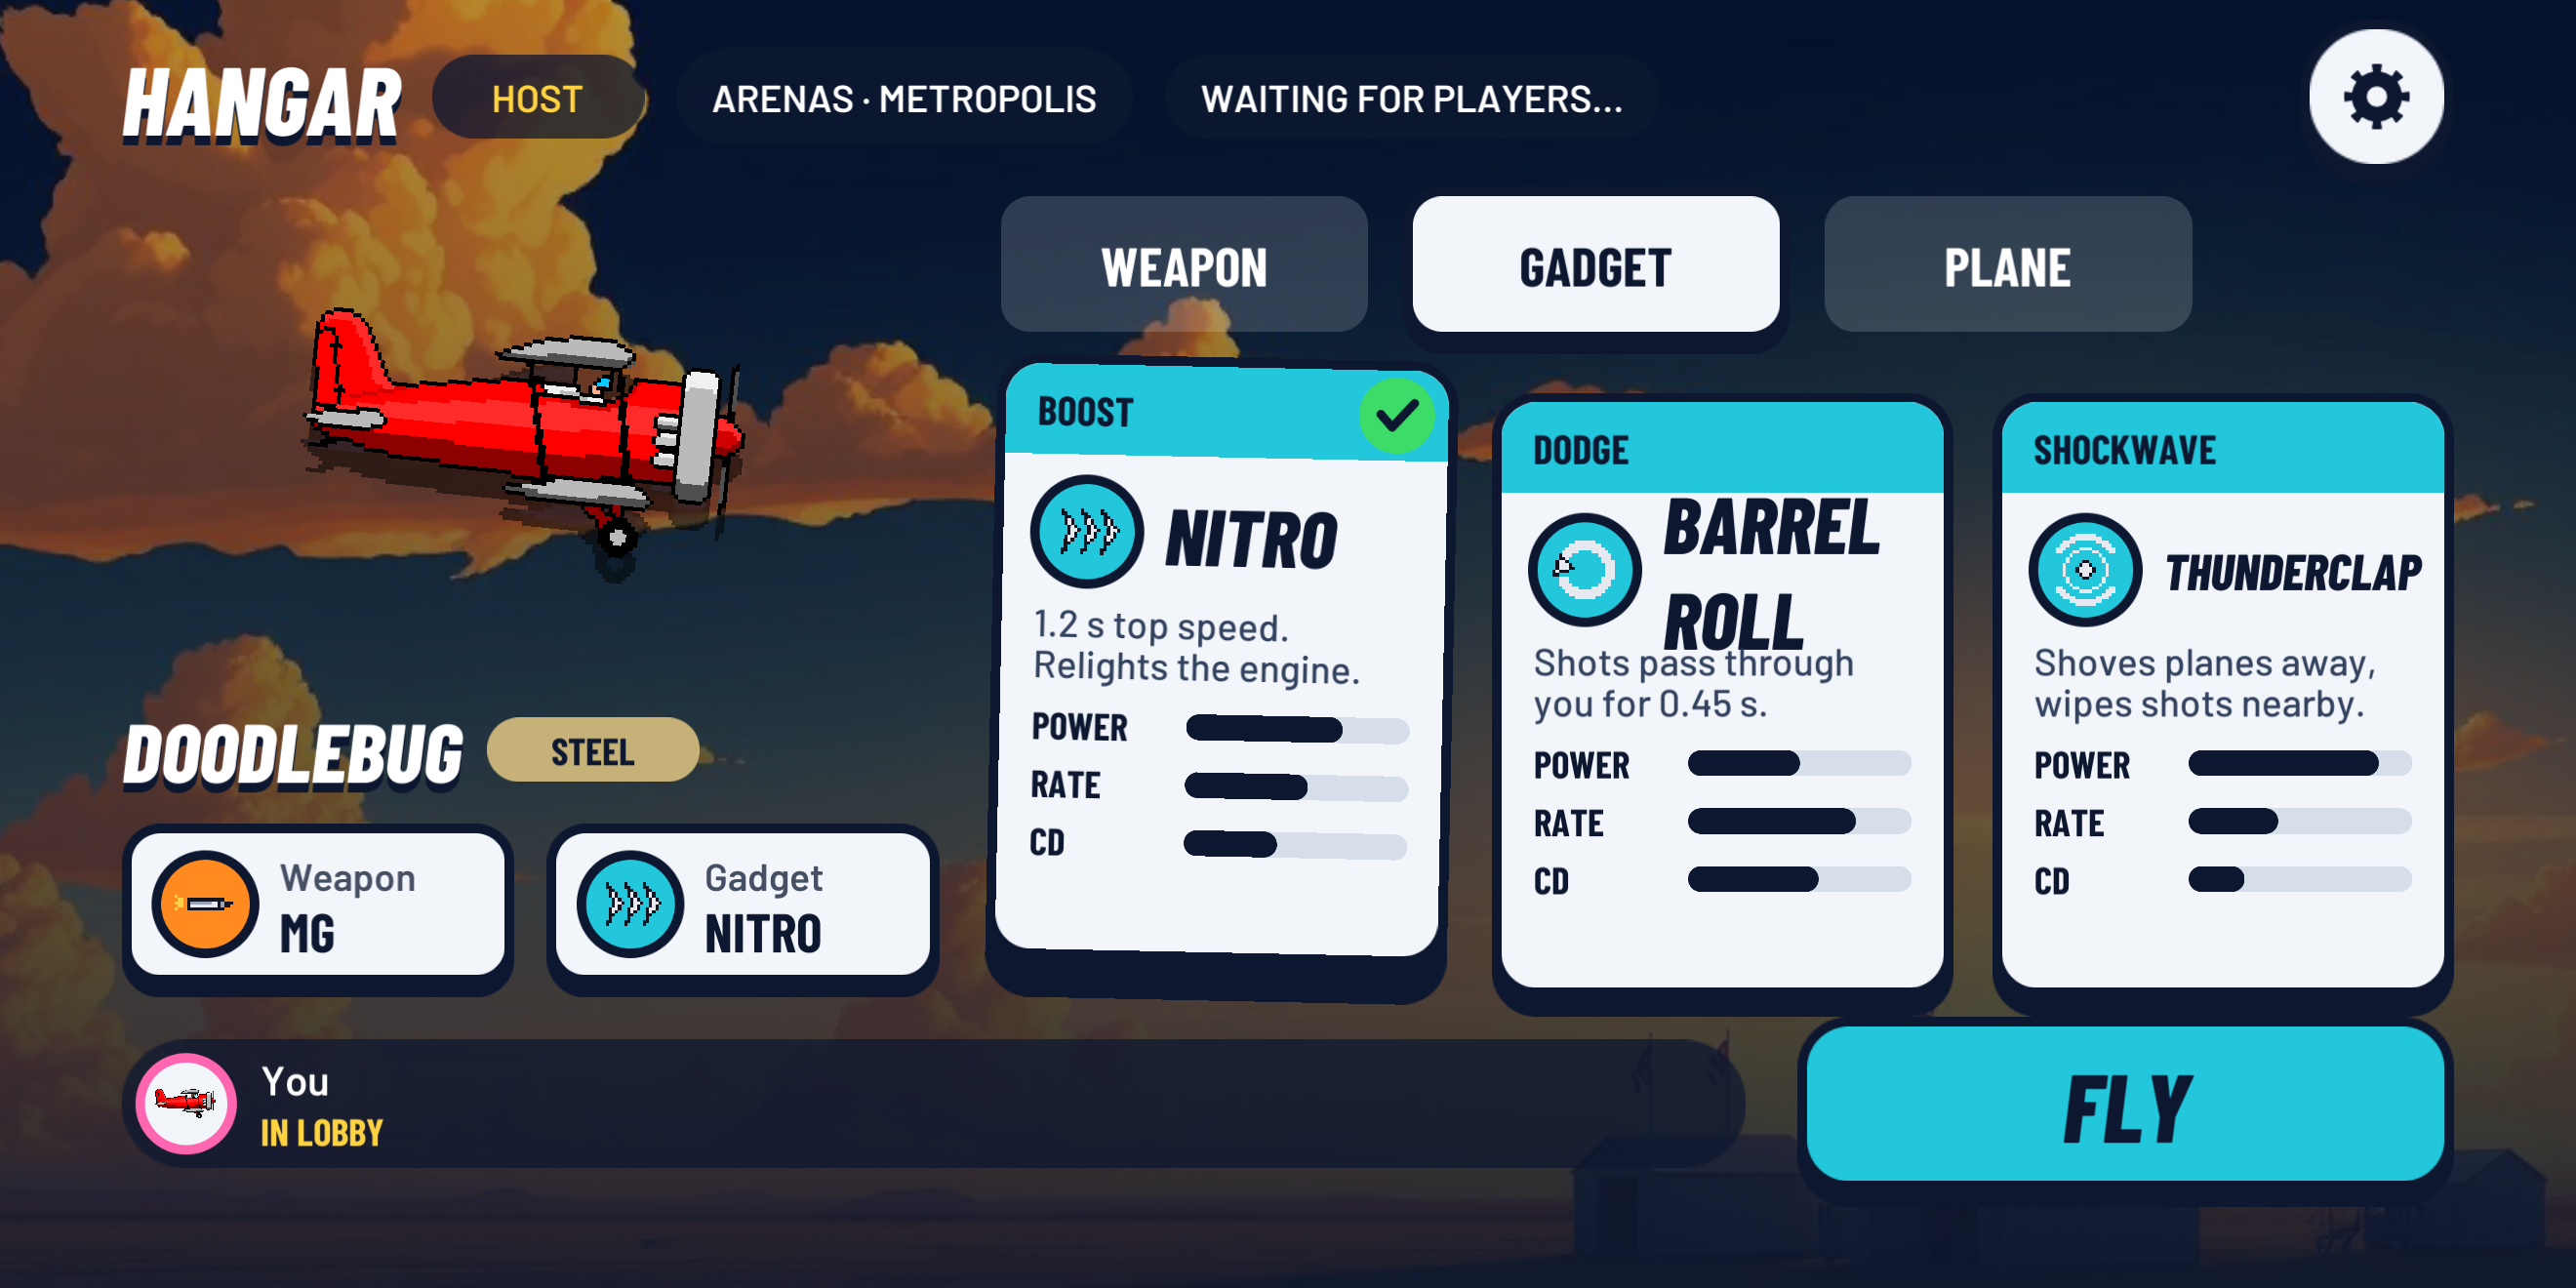 HANGAR
HOST
ARENAS · METROPOLIS
WAITING FOR PLAYERS...
WEAPON
GADGET
PLANE
BOOST
NITRO
1.2 s top speed.
Relights the engine.
POWER
RATE
CD
DODGE
BARREL
ROLL
Shots pass through
you for 0.45 s.
POWER
RATE
CD
SHOCKWAVE
THUNDERCLAP
Shoves planes away,
wipes shots nearby.
POWER
RATE
CD
DOODLEBUG
STEEL
Weapon
MG
Gadget
NITRO
You
IN LOBBY
FLY